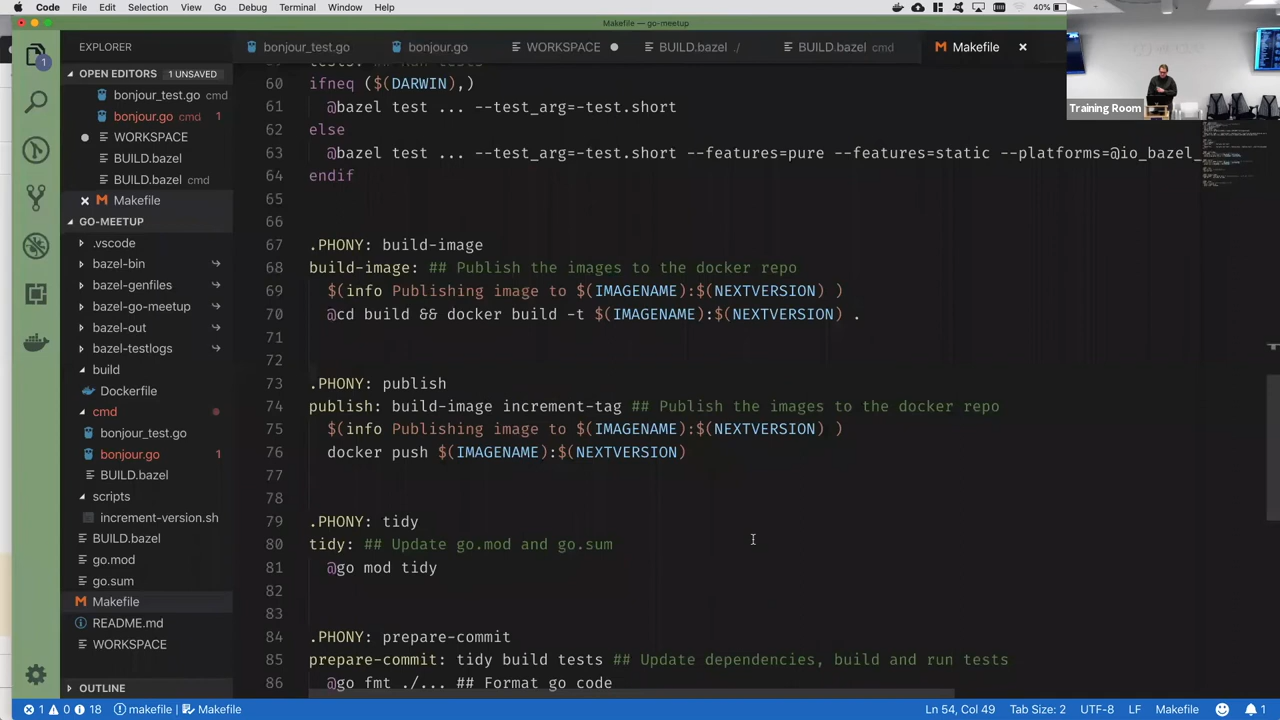 Code File Edit Selection View Go Debug Terminal Window Help 40%
Makefile — go-meetup
EXPLORER
bonjour_test.go bonjour.go WORKSPACE BUILD.bazel ./ BUILD.bazel cmd Makefile
OPEN EDITORS 1 UNSAVED
bonjour_test.go cmd
bonjour.go cmd 1
WORKSPACE
BUILD.bazel
BUILD.bazel cmd
Makefile
GO-MEETUP
.vscode
bazel-bin
bazel-genfiles
bazel-go-meetup
bazel-out
bazel-testlogs
build
Dockerfile
cmd
bonjour_test.go
bonjour.go 1
BUILD.bazel
scripts
increment-version.sh
BUILD.bazel
go.mod
go.sum
Makefile
README.md
WORKSPACE
OUTLINE
1
60 ifneq ($(DARWIN),)
61 @bazel test ... --test_arg=-test.short
62 else
63 @bazel test ... --test_arg=-test.short --features=pure --features=static --platforms=@io_bazel_
64 endif
65
66
67 .PHONY: build-image
68 build-image: ## Publish the images to the docker repo
69 $(info Publishing image to $(IMAGENAME):$(NEXTVERSION) )
70 @cd build && docker build -t $(IMAGENAME):$(NEXTVERSION) .
71
72
73 .PHONY: publish
74 publish: build-image increment-tag ## Publish the images to the docker repo
75 $(info Publishing image to $(IMAGENAME):$(NEXTVERSION) )
76 docker push $(IMAGENAME):$(NEXTVERSION)
77
78
79 .PHONY: tidy
80 tidy: ## Update go.mod and go.sum
81 @go mod tidy
82
83
84 .PHONY: prepare-commit
85 prepare-commit: tidy build tests ## Update dependencies, build and run tests
86 @go fmt ./... ## Format go code
Training Room
1 0 18 makefile | Makefile Ln 54, Col 49 Tab Size: 2 UTF-8 LF Makefile 1